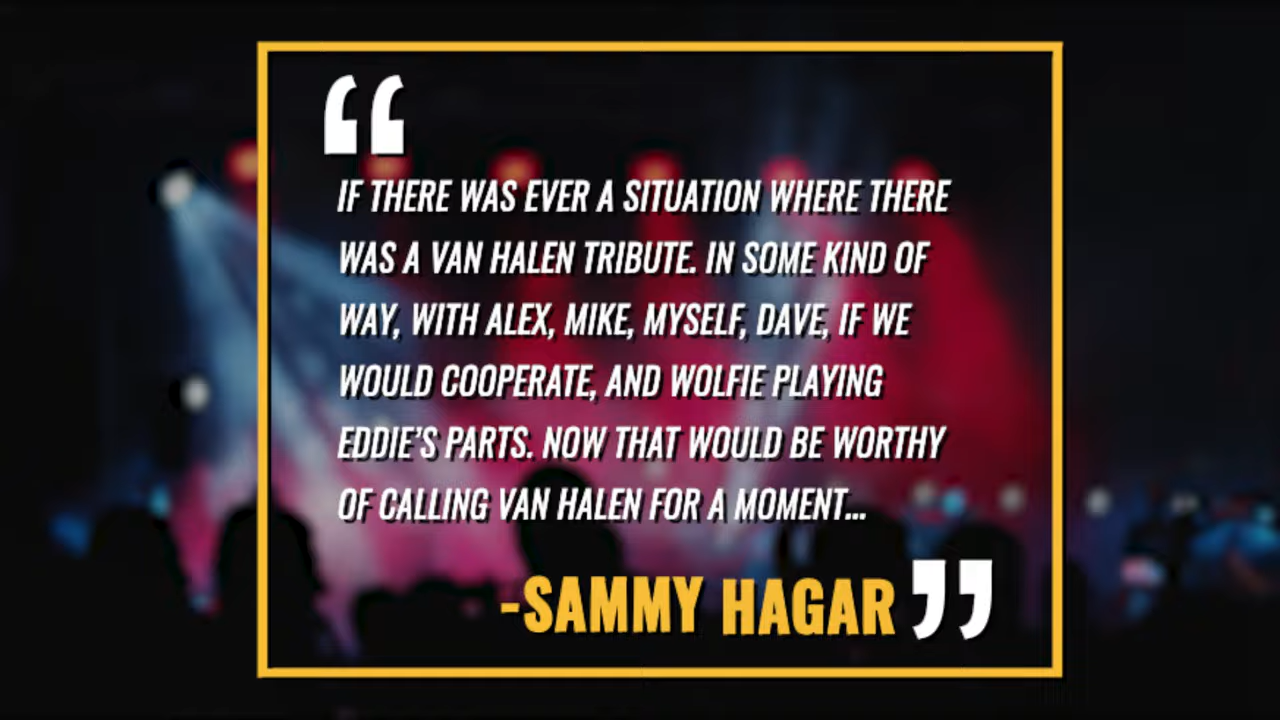 “
IF THERE WAS EVER A SITUATION WHERE THERE
WAS A VAN HALEN TRIBUTE. IN SOME KIND OF
WAY, WITH ALEX, MIKE, MYSELF, DAVE, IF WE
WOULD COOPERATE, AND WOLFIE PLAYING
EDDIE’S PARTS. NOW THAT WOULD BE WORTHY
OF CALLING VAN HALEN FOR A MOMENT...
-SAMMY HAGAR ”